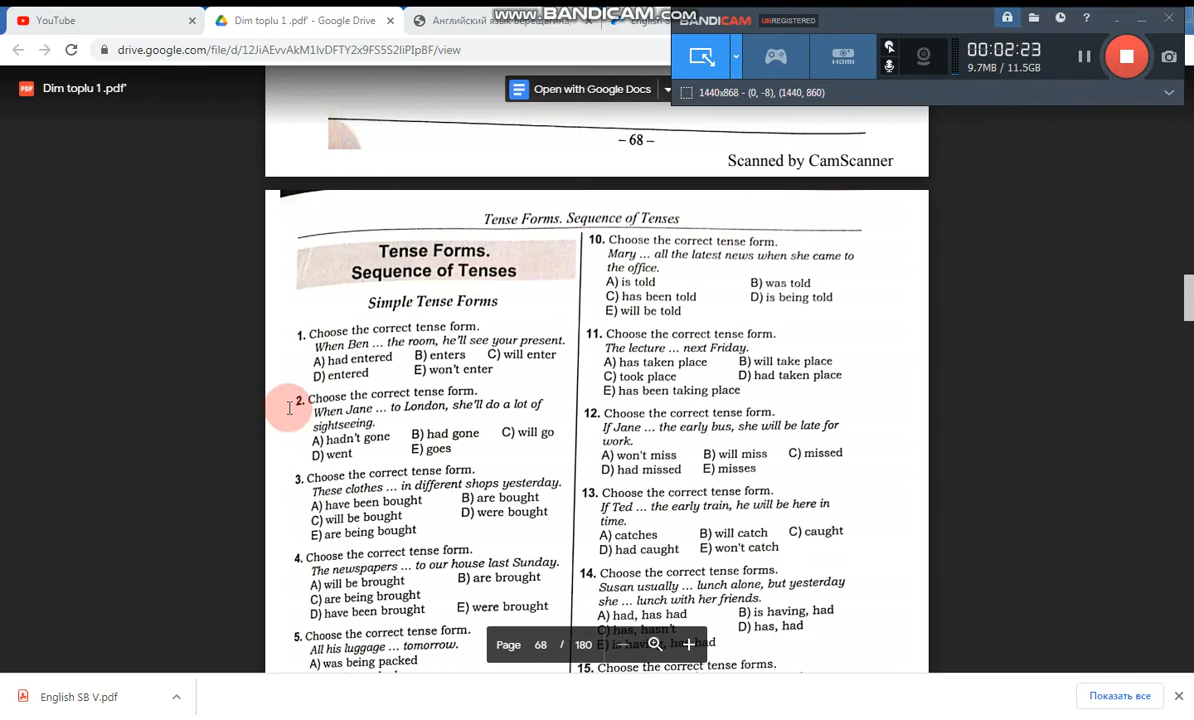 YouTube
Dim toplu 1 .pdf' - Google Drive
Английский язык Верещагина,
www.BANDICAM.com
BANDICAM UNREGISTERED
00:02:23
9.7MB / 11.5GB
HDMI
1440x868 - (0, -8), (1440, 860)
drive.google.com/file/d/12JiAEvvAkM1IvDFTY2x9FS5S2IiPIpBF/view
PDF Dim toplu 1 .pdf'
Open with Google Docs
– 68 –
Scanned by CamScanner
Tense Forms. Sequence of Tenses
Tense Forms.
Sequence of Tenses
Simple Tense Forms
1. Choose the correct tense form.
When Ben ... the room, he'll see your present.
A) had entered B) enters C) will enter
D) entered E) won't enter
2. Choose the correct tense form.
When Jane ... to London, she'll do a lot of
sightseeing.
A) hadn't gone B) had gone C) will go
D) went E) goes
3. Choose the correct tense form.
These clothes ... in different shops yesterday.
A) have been bought B) are bought
C) will be bought D) were bought
E) are being bought
4. Choose the correct tense form.
The newspapers ... to our house last Sunday.
A) will be brought B) are brought
C) are being brought
D) have been brought E) were brought
5. Choose the correct tense form.
All his luggage ... tomorrow.
A) was being packed
10. Choose the correct tense form.
Mary ... all the latest news when she came to
the office.
A) is told B) was told
C) has been told D) is being told
E) will be told
11. Choose the correct tense form.
The lecture ... next Friday.
A) has taken place B) will take place
C) took place D) had taken place
E) has been taking place
12. Choose the correct tense form.
If Jane ... the early bus, she will be late for
work.
A) won't miss B) will miss C) missed
D) had missed E) misses
13. Choose the correct tense form.
If Ted ... the early train, he will be here in
time.
A) catches B) will catch C) caught
D) had caught E) won't catch
14. Choose the correct tense forms.
Susan usually ... lunch alone, but yesterday
she ... lunch with her friends.
A) had, has had B) is having, had
C) has, hasn't D) has, had
E) is having, has had
15. Choose the correct tense forms.
Page 68 / 180
English SB V.pdf
Показать все